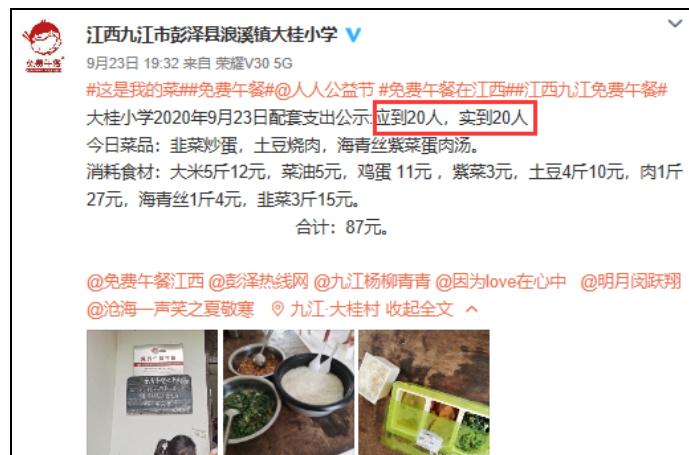 江西九江市彭泽县浪溪镇大桂小学
免费午餐
9月23日 19:32 来自 荣耀V30 5G
#这是我的菜##免费午餐#@人人公益节 #免费午餐在江西##江西九江免费午餐#
大桂小学2020年9月23日配套支出公示:应到20人，实到20人
今日菜品：韭菜炒蛋，土豆烧肉，海青丝紫菜蛋肉汤。
消耗食材：大米5斤12元，菜油5元，鸡蛋 11元 ，紫菜3元，土豆4斤10元，肉1斤
27元，海青丝1斤4元，韭菜3斤15元。
合计：87元。
@免费午餐江西 @彭泽热线网 @九江杨柳青青 @因为love在心中 @明月闵跃翔
@沧海一声笑之夏敬寒 九江·大桂村 收起全文